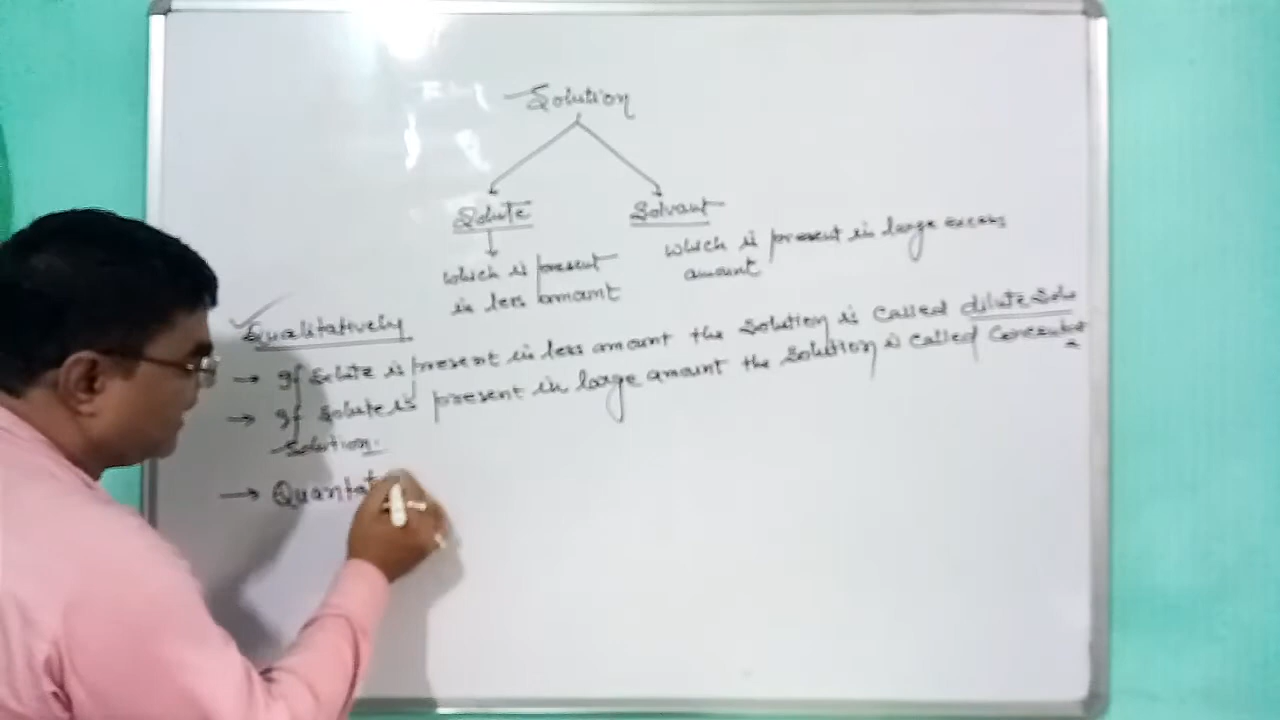 Solution
Solute Solvant
which is present in less amount
which is present in large excess amount
Qualitatively
→ If Solute is present in less amount the Solution is called dilute Solu
→ If Solute is present in large amount the Solution is called
Solution.
→ Quantat